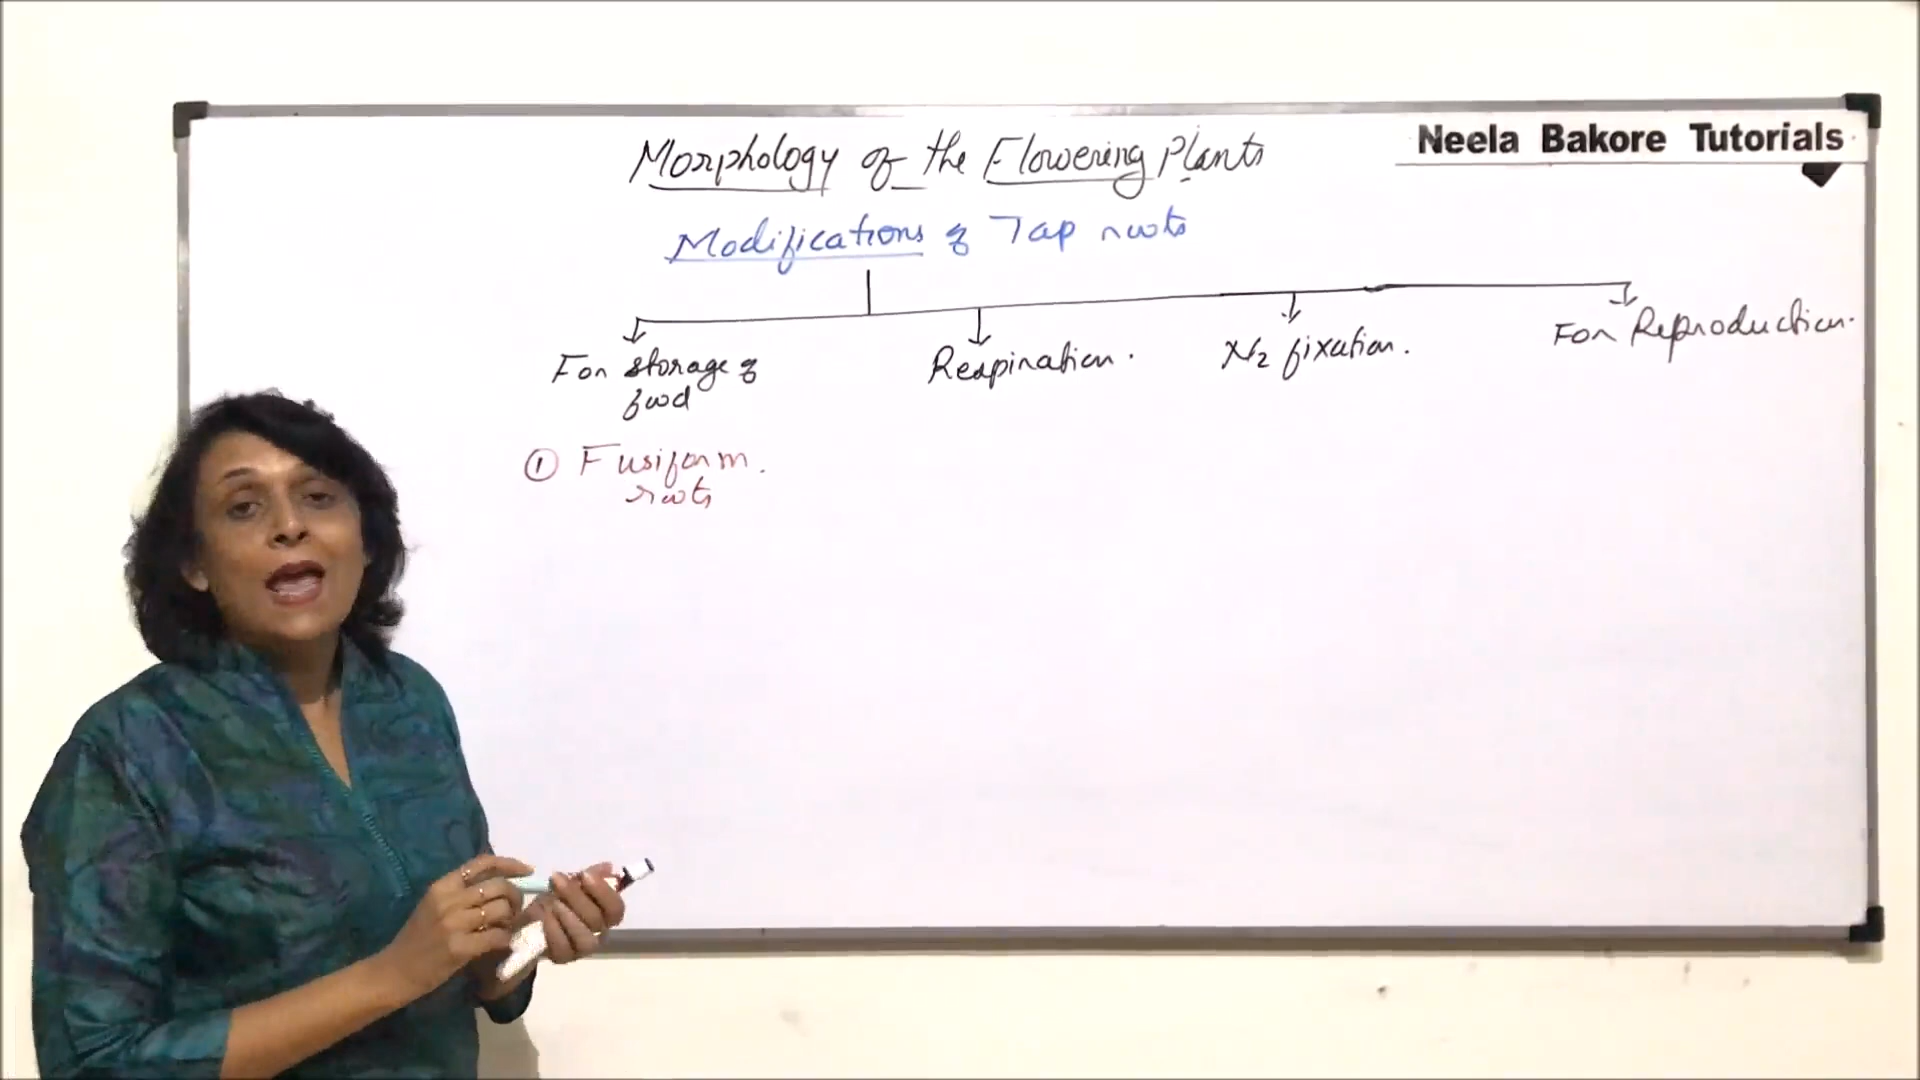 Neela Bakore Tutorials
Morphology of the Flowering Plants
Modifications of Tap roots
For storage of
food
Respiration.
N2 fixation.
For Reproduction.
① Fusiform.
roots